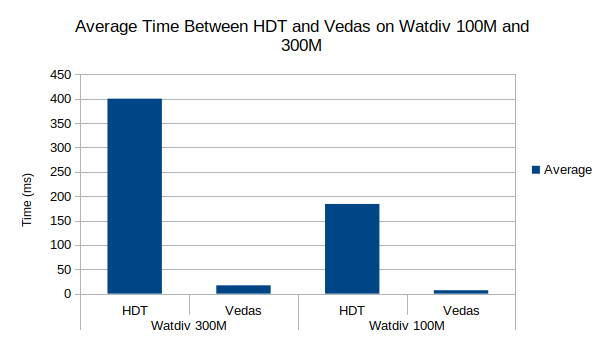 Average Time Between HDT and Vedas on Watdiv 100M and
300M
450
400
350
300
250
200
150
100
50
0
Time (ms)
HDT
Vedas
HDT
Vedas
Watdiv 300M
Watdiv 100M
Average